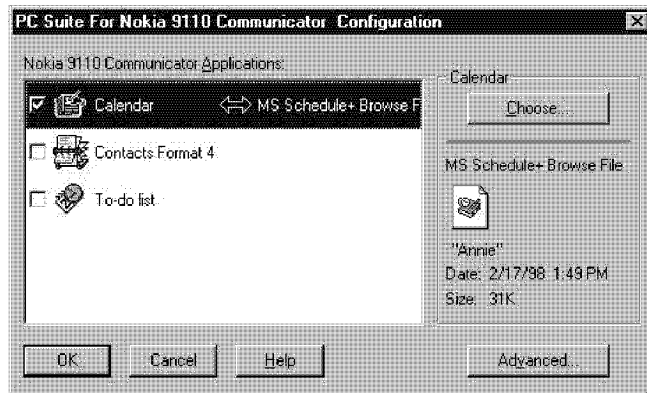 PC Suite For Nokia 9110 Communicator Configuration
Nokia 9110 Communicator Applications:
Calendar MS Schedule+ Browse F
Contacts Format 4
To-do list
Calendar
Choose...
MS Schedule+ Browse File
"Annie"
Date: 2/17/98 1:49 PM
Size: 31K
OK Cancel Help Advanced...